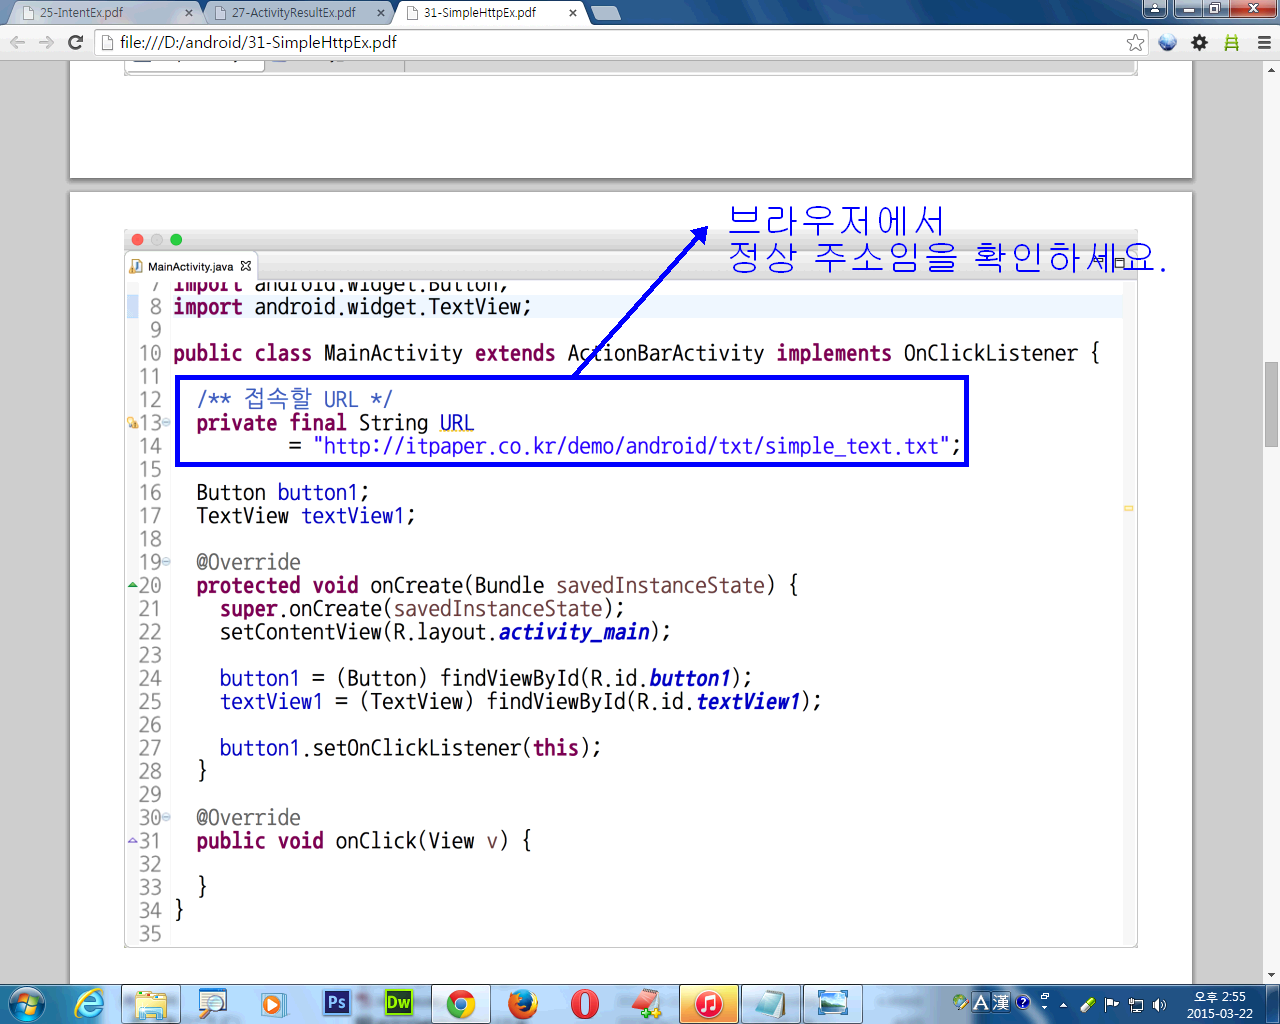 25-IntentEx.pdf
27-ActivityResultEx.pdf
31-SimpleHttpEx.pdf
file:///D:/android/31-SimpleHttpEx.pdf
브라우저에서
정상 주소임을 확인하세요.
MainActivity.java
7 import android.widget.Button;
8 import android.widget.TextView;
9
10 public class MainActivity extends ActionBarActivity implements OnClickListener {
11
12 /** 접속할 URL */
13 private final String URL
14 = "http://itpaper.co.kr/demo/android/txt/simple_text.txt";
15
16 Button button1;
17 TextView textView1;
18
19 @Override
20 protected void onCreate(Bundle savedInstanceState) {
21 super.onCreate(savedInstanceState);
22 setContentView(R.layout.activity_main);
23
24 button1 = (Button) findViewById(R.id.button1);
25 textView1 = (TextView) findViewById(R.id.textView1);
26
27 button1.setOnClickListener(this);
28 }
29
30 @Override
31 public void onClick(View v) {
32
33 }
34 }
35
Ps
Dw
A 漢
오후 2:55
2015-03-22